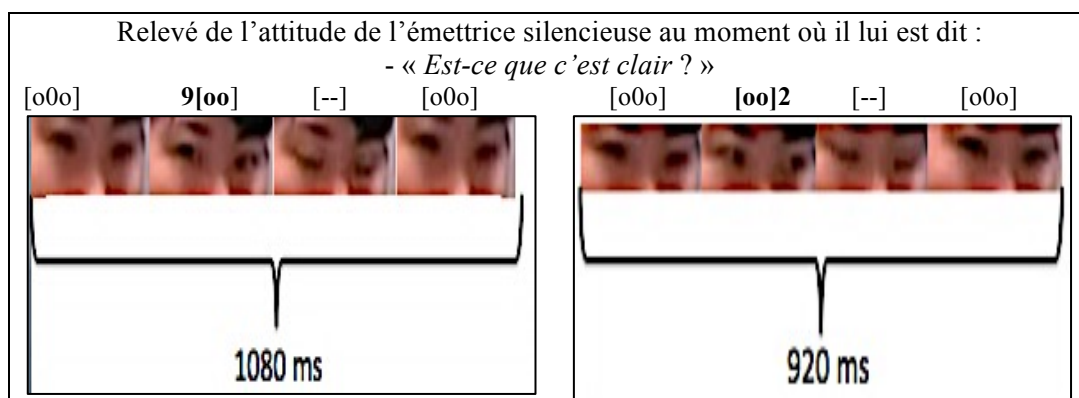 Relevé de l’attitude de l’émettrice silencieuse au moment où il lui est dit :
- « Est-ce que c’est clair ? »
[o0o] 9[oo] [--] [o0o] [o0o] [oo]2 [--] [o0o]
1080 ms 920 ms